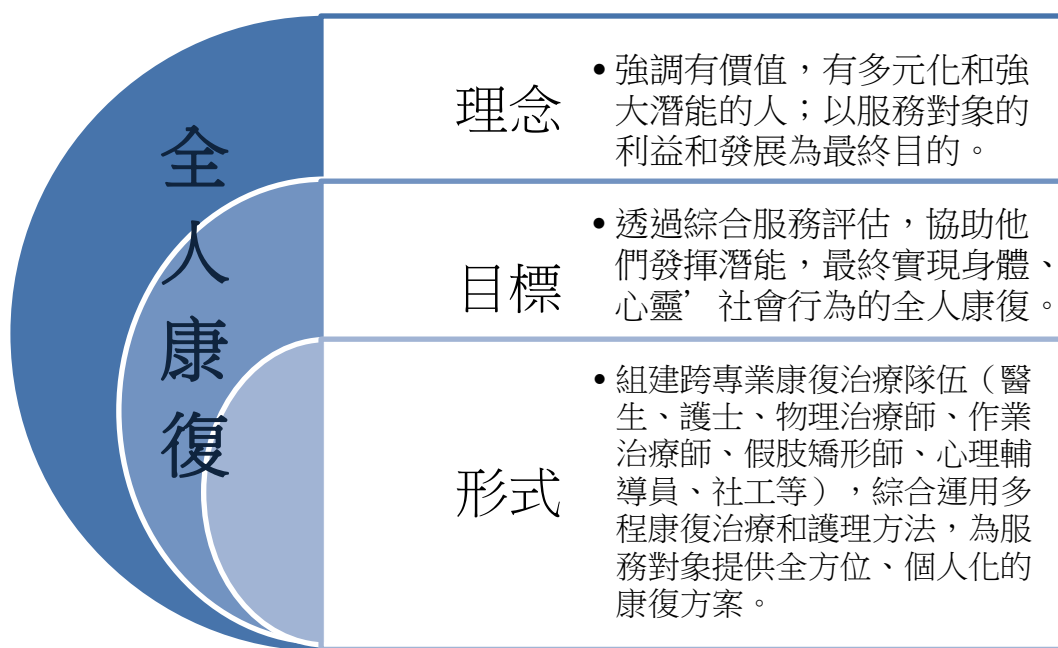 全
人
康
復
理念
•強調有價值，有多元化和強
大潛能的人；以服務對象的
利益和發展為最終目的。
目標
•透過綜合服務評估，協助他
們發揮潛能，最終實現身體、
心靈’社會行為的全人康復。
形式
•組建跨專業康復治療隊伍（醫
生、護士、物理治療師、作業
治療師、假肢矯形師、心理輔
導員、社工等），綜合運用多
程康復治療和護理方法，為服
務對象提供全方位、個人化的
康復方案。